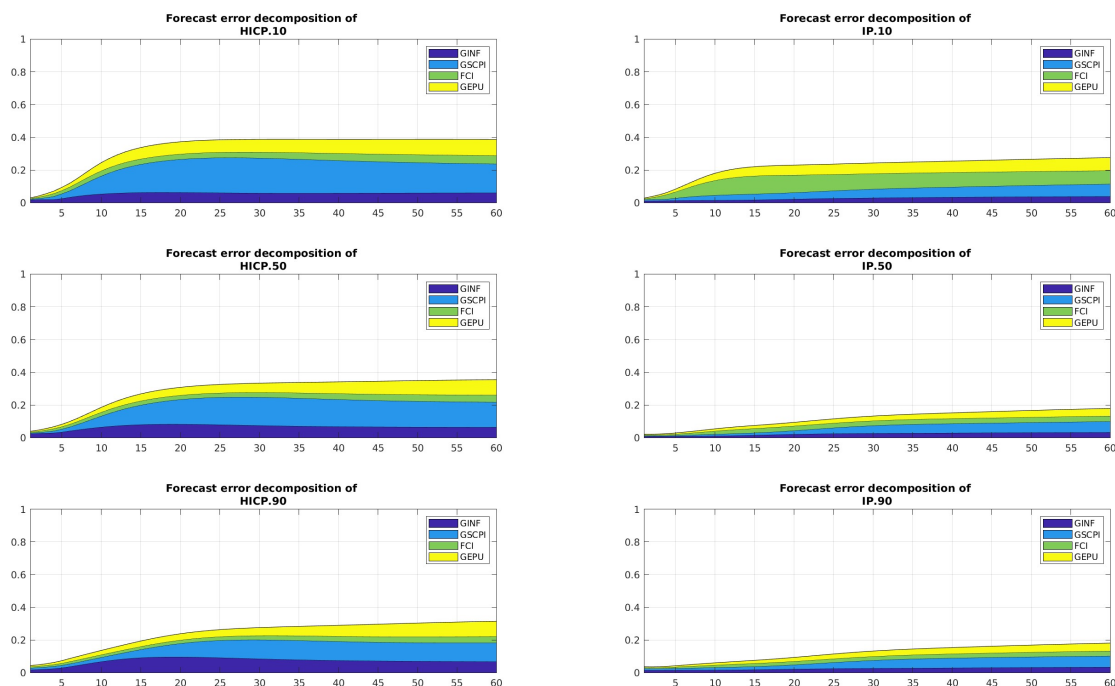 Forecast error decomposition of
HICP.10
1
0.8
0.6
0.4
0.2
0
5 10 15 20 25 30 35 40 45 50 55 60
GINF
GSCPI
FCI
GEPU
Forecast error decomposition of
IP.10
1
0.8
0.6
0.4
0.2
0
5 10 15 20 25 30 35 40 45 50 55 60
GINF
GSCPI
FCI
GEPU
Forecast error decomposition of
HICP.50
1
0.8
0.6
0.4
0.2
0
5 10 15 20 25 30 35 40 45 50 55 60
GINF
GSCPI
FCI
GEPU
Forecast error decomposition of
IP.50
1
0.8
0.6
0.4
0.2
0
5 10 15 20 25 30 35 40 45 50 55 60
GINF
GSCPI
FCI
GEPU
Forecast error decomposition of
HICP.90
1
0.8
0.6
0.4
0.2
0
5 10 15 20 25 30 35 40 45 50 55 60
GINF
GSCPI
FCI
GEPU
Forecast error decomposition of
IP.90
1
0.8
0.6
0.4
0.2
0
5 10 15 20 25 30 35 40 45 50 55 60
GINF
GSCPI
FCI
GEPU